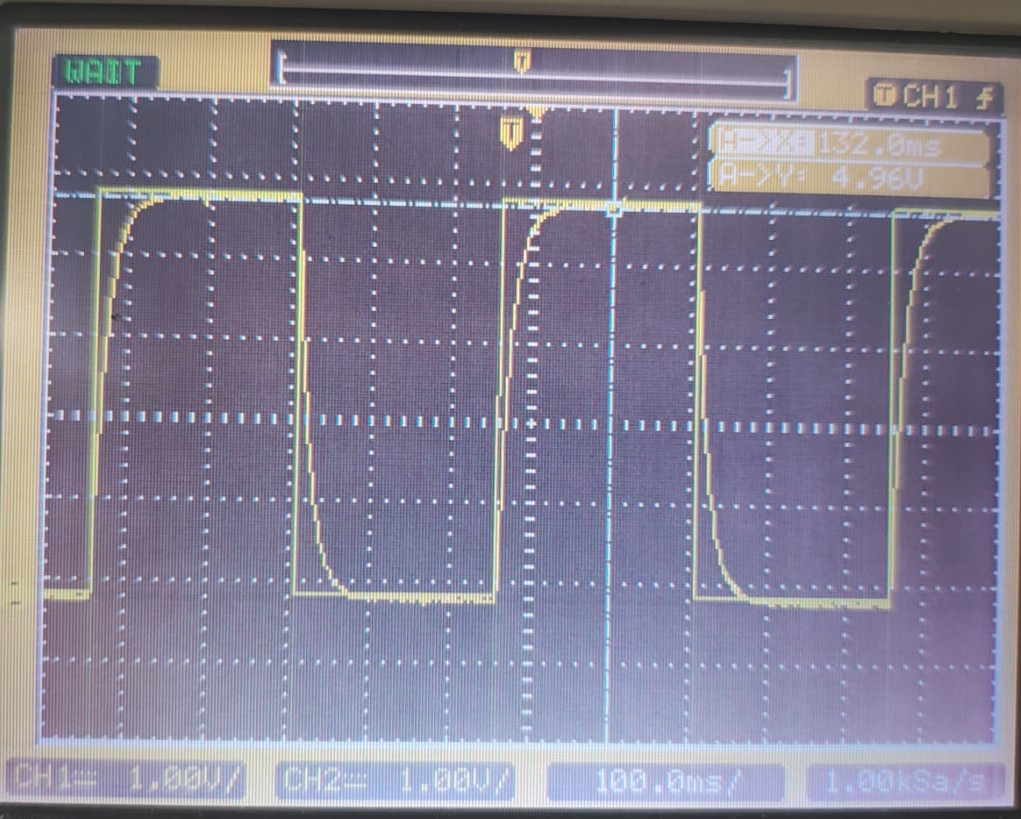 WAIT
T
T CH1
T
A->X: 132.0ms
A->Y: 4.96V
CH1 1.00V/
CH2 1.00V/
100.0ms/
1.00kSa/s